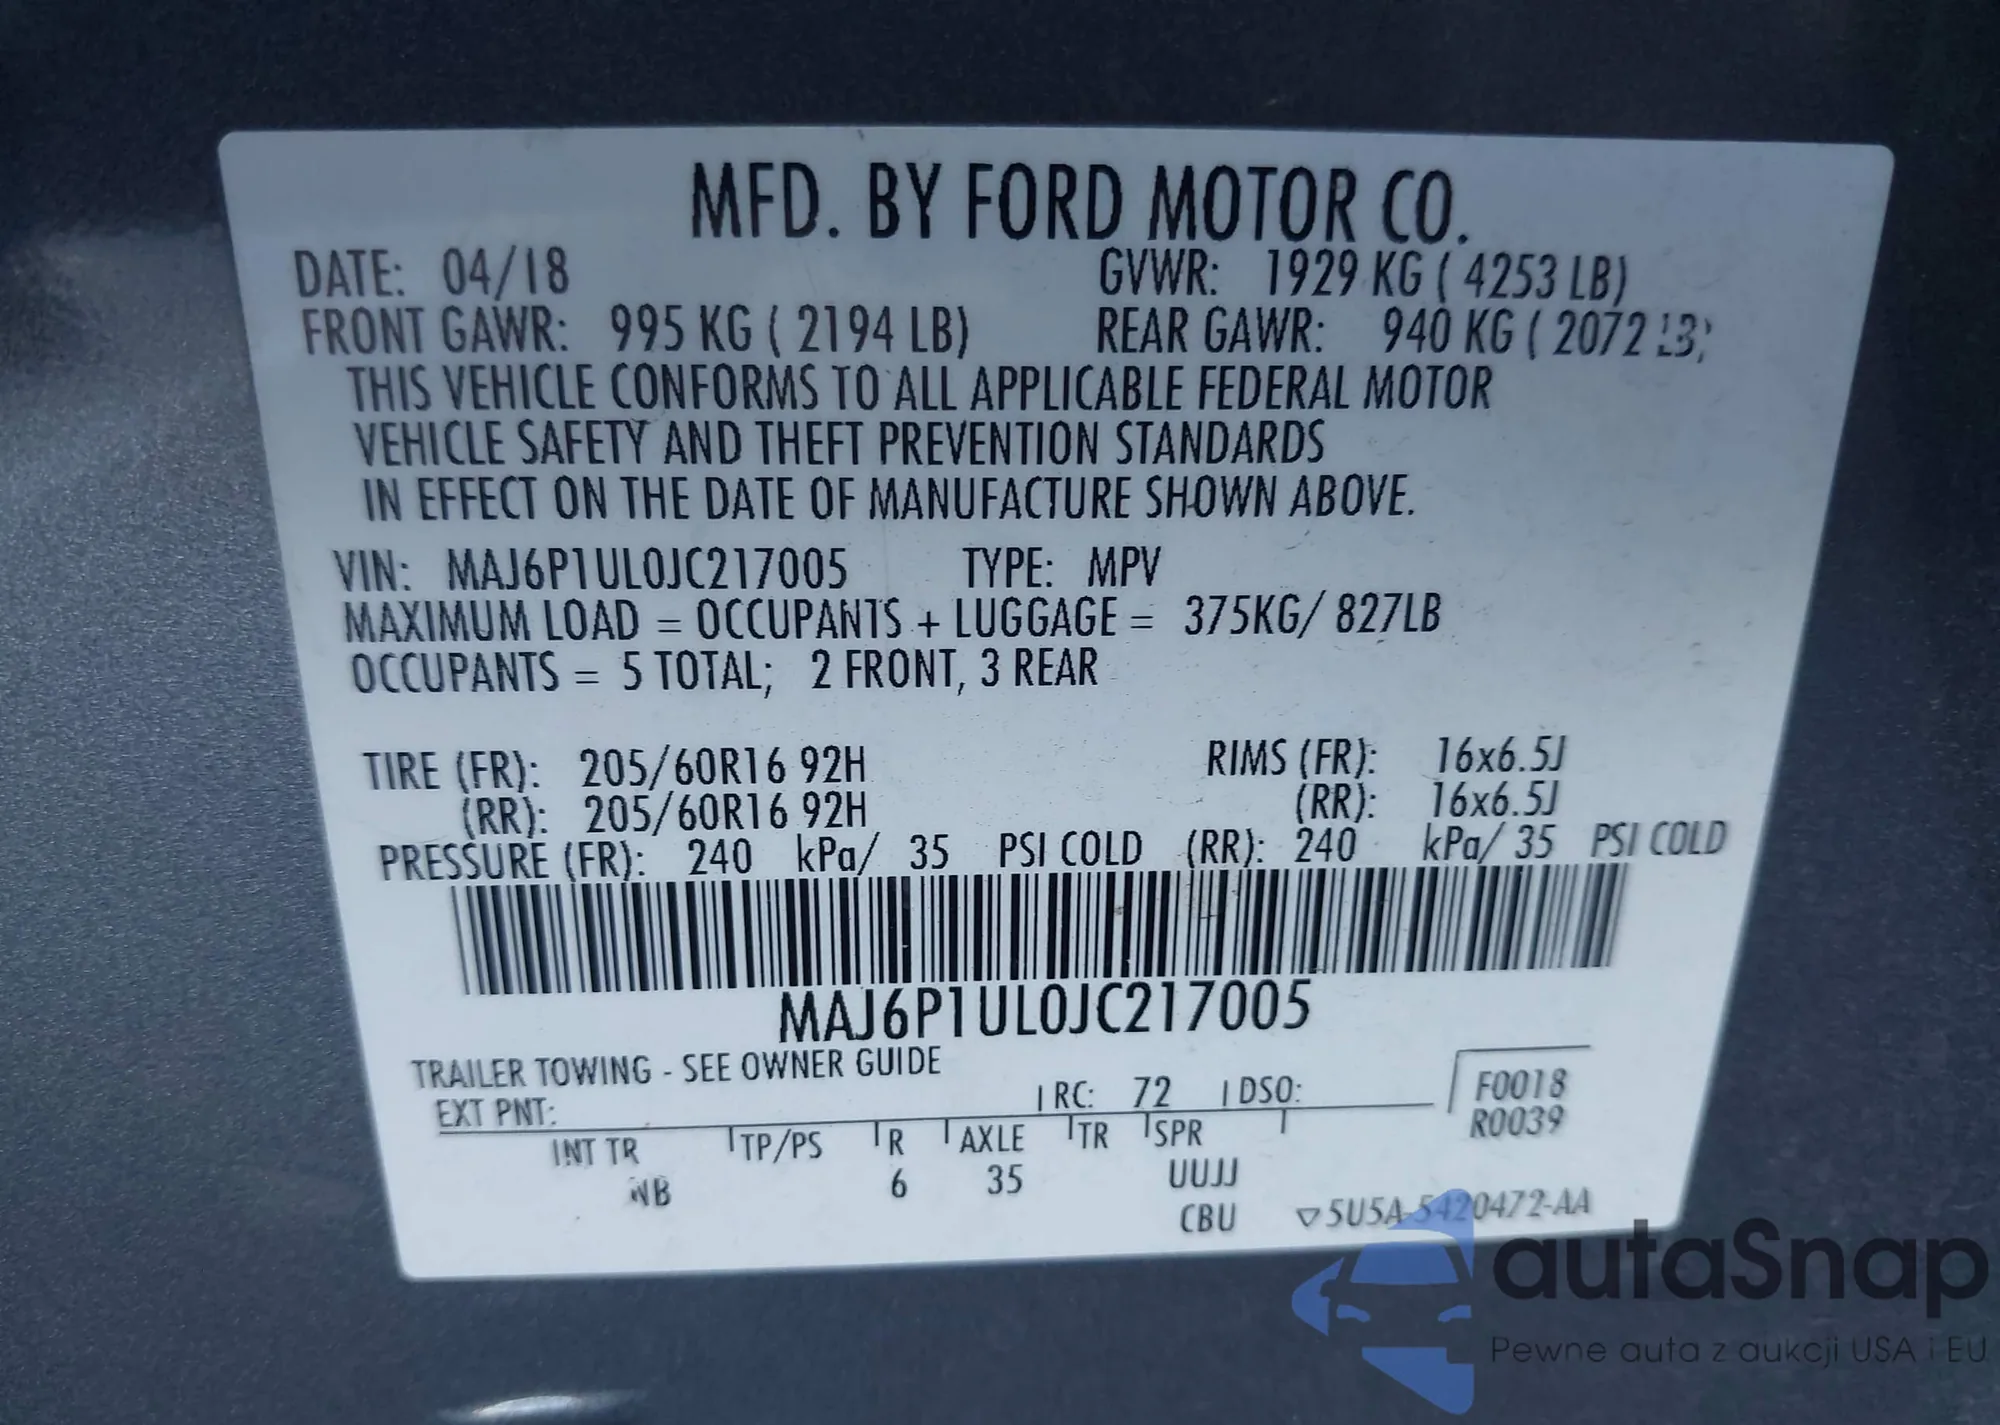 MFD. BY FORD MOTOR CO.
DATE: 04/18 GVWR: 1929 KG ( 4253 LB)
FRONT GAWR: 995 KG ( 2194 LB) REAR GAWR: 940 KG ( 2072 LB)
THIS VEHICLE CONFORMS TO ALL APPLICABLE FEDERAL MOTOR
VEHICLE SAFETY AND THEFT PREVENTION STANDARDS
IN EFFECT ON THE DATE OF MANUFACTURE SHOWN ABOVE.
VIN: MAJ6P1UL0JC217005 TYPE: MPV
MAXIMUM LOAD = OCCUPANTS + LUGGAGE = 375KG/ 827LB
OCCUPANTS = 5 TOTAL; 2 FRONT, 3 REAR
TIRE (FR): 205/60R16 92H RIMS (FR): 16x6.5J
(RR): 205/60R16 92H (RR): 16x6.5J
PRESSURE (FR): 240 kPa/ 35 PSI COLD (RR): 240 kPa/ 35 PSI COLD
MAJ6P1UL0JC217005
TRAILER TOWING - SEE OWNER GUIDE
EXT PNT: RC: 72 DSO: F0018
R0039
INT TR TP/PS R AXLE TR SPR
WB 6 35 UUJJ
CBU ▽5U5A-5420472-AA
autaSnap
Pewne auta z aukcji USA i EU